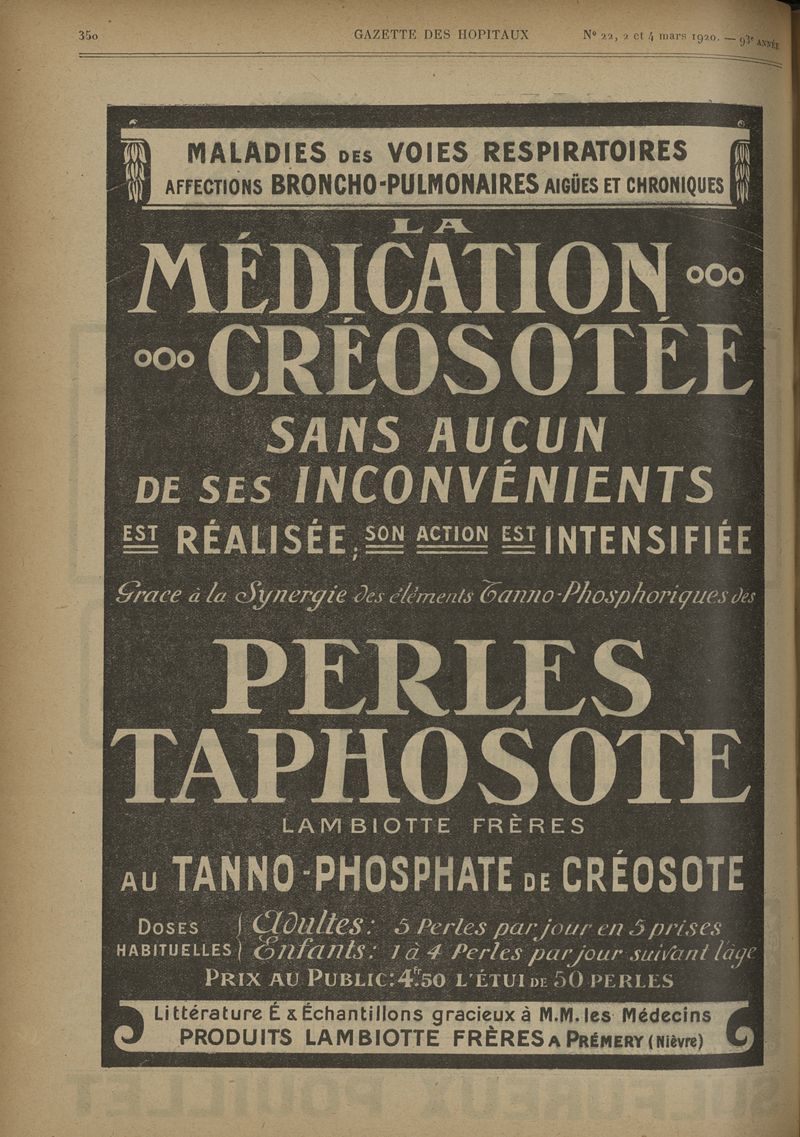 350
GAZETTE DES HOPITAUX
Nº 22, 2 et 4 mars 1920. — 93e ANNÉE
MALADIES DES VOIES RESPIRATOIRES
AFFECTIONS BRONCHO-PULMONAIRES AIGÜES ET CHRONIQUES
LA
MÉDICATION
CRÉOSOTÉE
SANS AUCUN
DE SES INCONVÉNIENTS
EST RÉALISÉE; SON ACTION EST INTENSIFIÉE
Grace à la Synergie des éléments Tanno-Phosphoriques des
PERLES
TAPHOSOTE
LAMBIOTTE FRÈRES
AU TANNO-PHOSPHATE DE CRÉOSOTE
DOSES HABITUELLES
Adultes: 5 Perles par jour en 5 prises
Enfants: 1 à 4 Perles par jour suivant lâge
PRIX AU PUBLIC: 4fr50 L'ÉTUI DE 50 PERLES
Littérature É & Échantillons gracieux à M.M. les Médecins
PRODUITS LAMBIOTTE FRÈRES A PRÉMERY (Nièvre)
SULFUREUX POUILLET